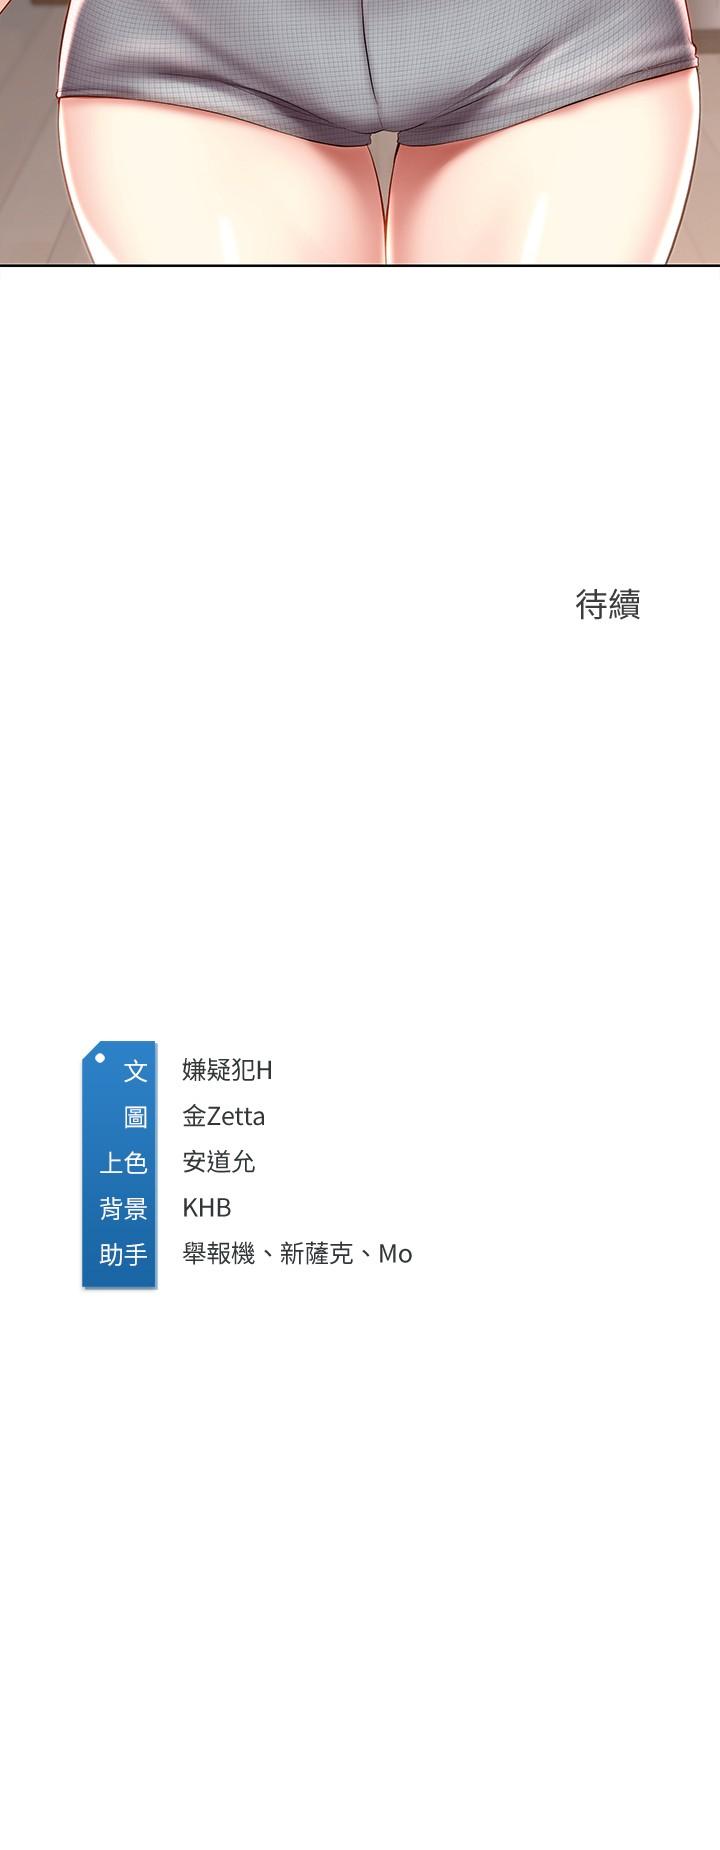 待續
文 嫌疑犯H
圖 金Zetta
上色 安道允
背景 KHB
助手 舉報機、新薩克、Mo